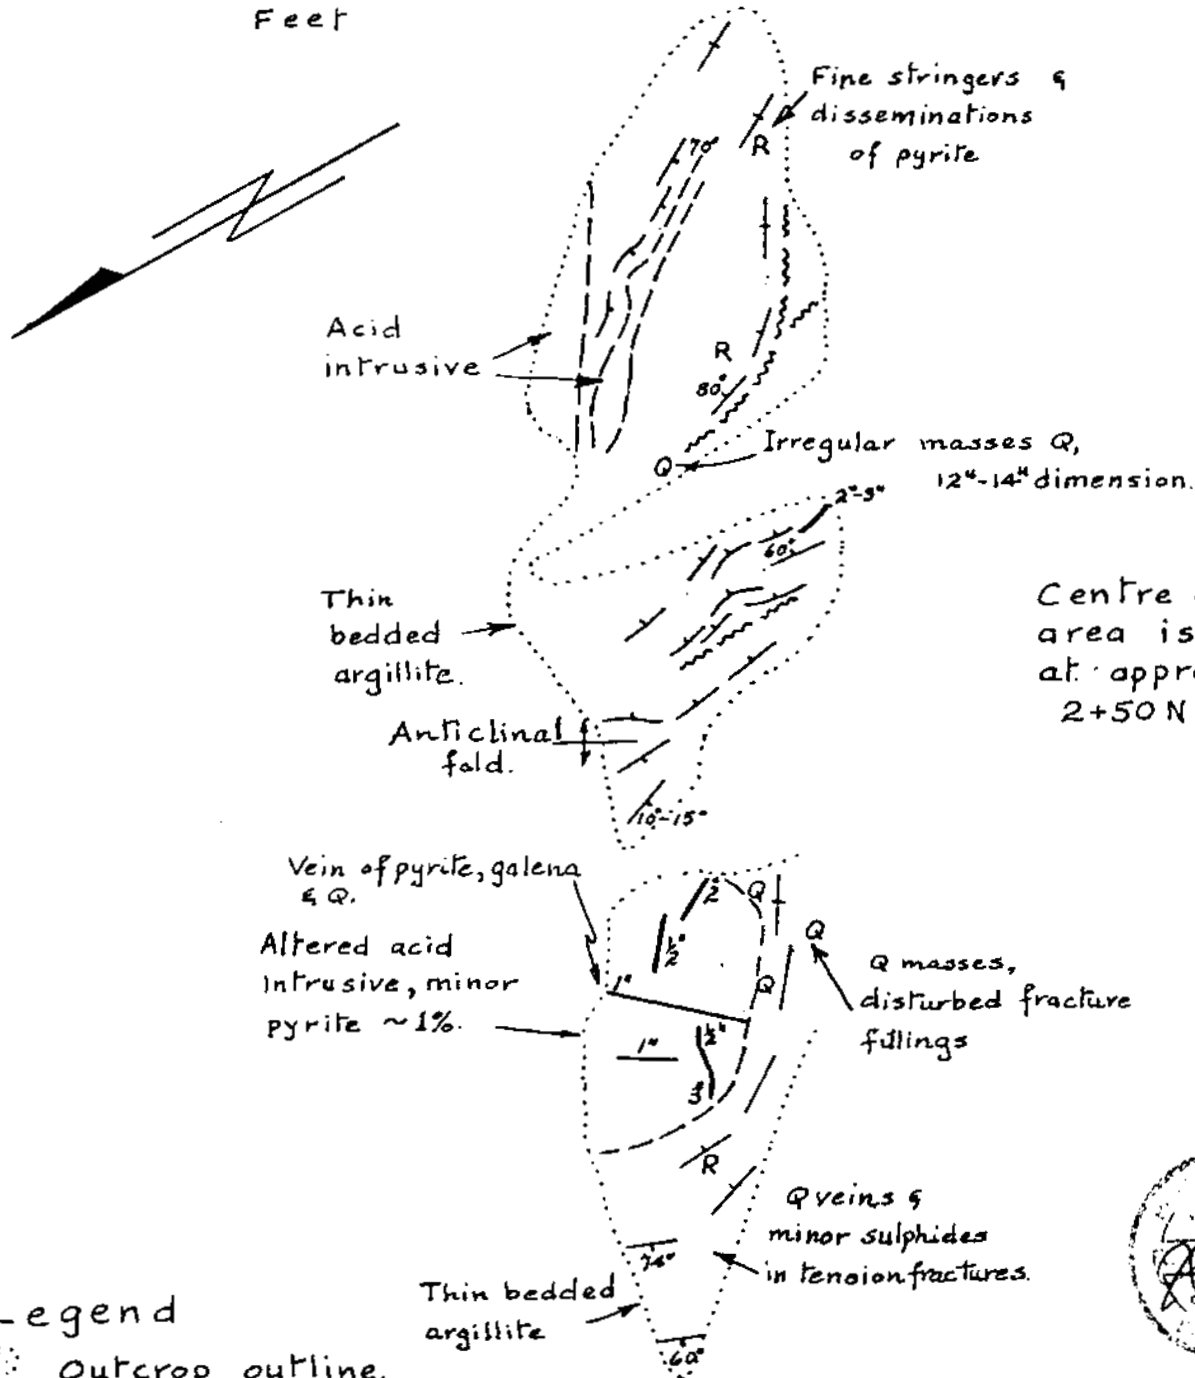 Feet
Fine stringers &
disseminations
of pyrite
70°
R
Acid
intrusive
R
80°
Irregular masses Q,
12"-14" dimension.
Q
2"-3"
60°
Thin
bedded
argillite.
Centre
area is
at appr
2+50 N
Anticlinal
fold.
10°-15°
Vein of pyrite, galena
& Q.
Altered acid
intrusive, minor
pyrite ~1%.
Q
Q
Q
1/2"
1"
1/2"
1"
Q masses,
disturbed fracture
fillings
R
Q veins &
minor sulphides
in tension fractures.
Thin bedded
argillite
60°
Legend
Outcrop outline.